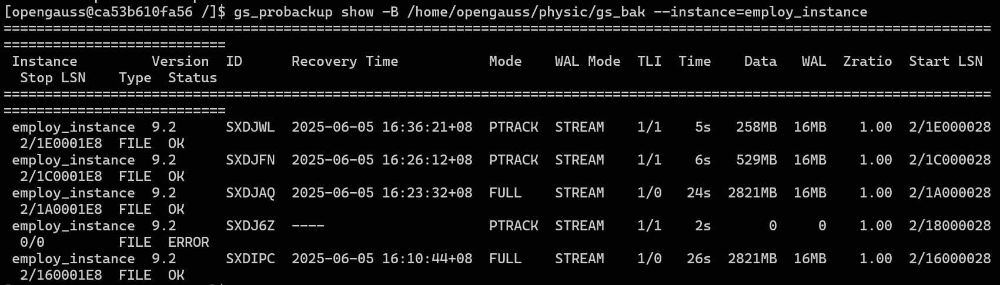 [opengauss@ca53b610fa56 /]$ gs_probackup show -B /home/opengauss/physic/gs_bak --instance=employ_instance
========================================================================================================================
===========================
 Instance         Version  ID      Recovery Time           Mode    WAL Mode  TLI  Time    Data   WAL  Zratio  Start LSN
  Stop LSN    Type  Status
========================================================================================================================
===========================
 employ_instance  9.2      SXDJWL  2025-06-05 16:36:21+08  PTRACK  STREAM    1/1    5s   258MB  16MB    1.00  2/1E000028
  2/1E0001E8  FILE  OK
 employ_instance  9.2      SXDJFN  2025-06-05 16:26:12+08  PTRACK  STREAM    1/1    6s   529MB  16MB    1.00  2/1C000028
  2/1C0001E8  FILE  OK
 employ_instance  9.2      SXDJAQ  2025-06-05 16:23:32+08  FULL    STREAM    1/0   24s  2821MB  16MB    1.00  2/1A000028
  2/1A0001E8  FILE  OK
 employ_instance  9.2      SXDJ6Z  ----                    PTRACK  STREAM    1/1    2s       0     0    1.00  2/18000028
  0/0         FILE  ERROR
 employ_instance  9.2      SXDIPC  2025-06-05 16:10:44+08  FULL    STREAM    1/0   26s  2821MB  16MB    1.00  2/16000028
  2/160001E8  FILE  OK